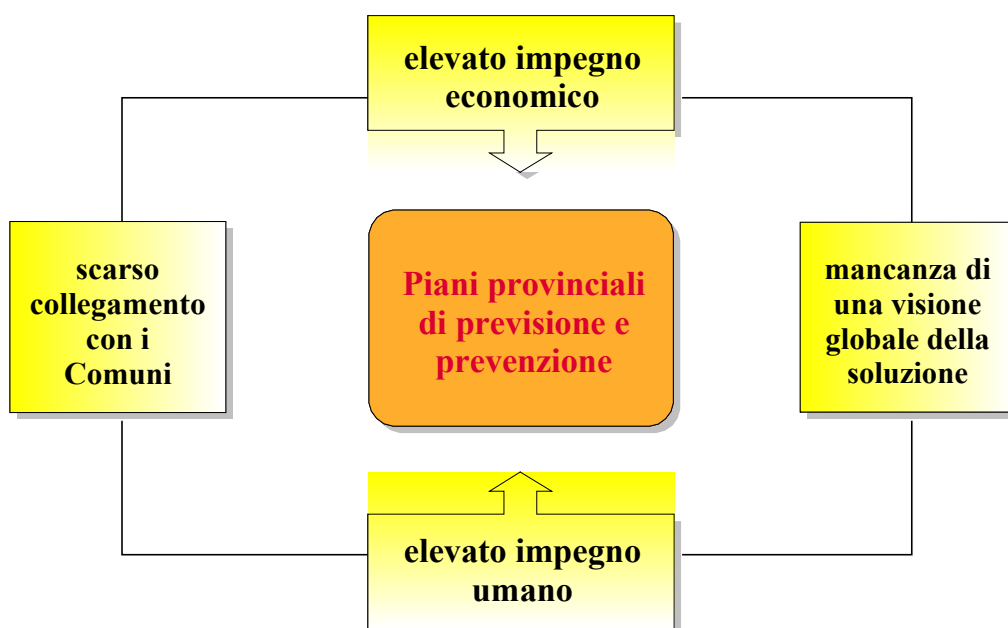 elevato impegno
economico
scarso
collegamento
con i
Comuni
Piani provinciali
di previsione e
prevenzione
mancanza di
una visione
globale della
soluzione
elevato impegno
umano